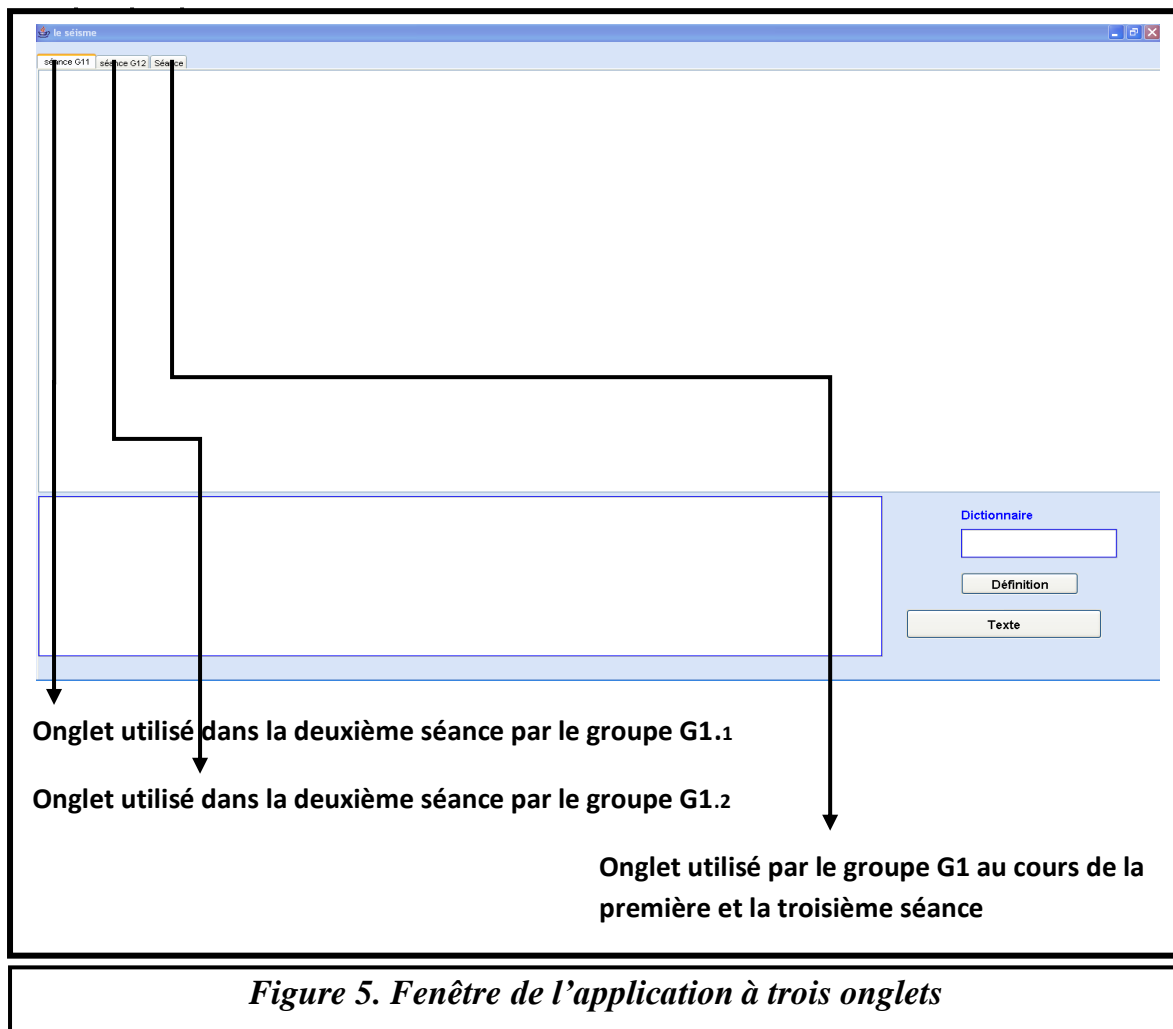 le séisme
séance G11 séance G12 Séance
Dictionnaire
Définition
Texte
Onglet utilisé dans la deuxième séance par le groupe G1.1
Onglet utilisé dans la deuxième séance par le groupe G1.2
Onglet utilisé par le groupe G1 au cours de la
première et la troisième séance
Figure 5. Fenêtre de l’application à trois onglets